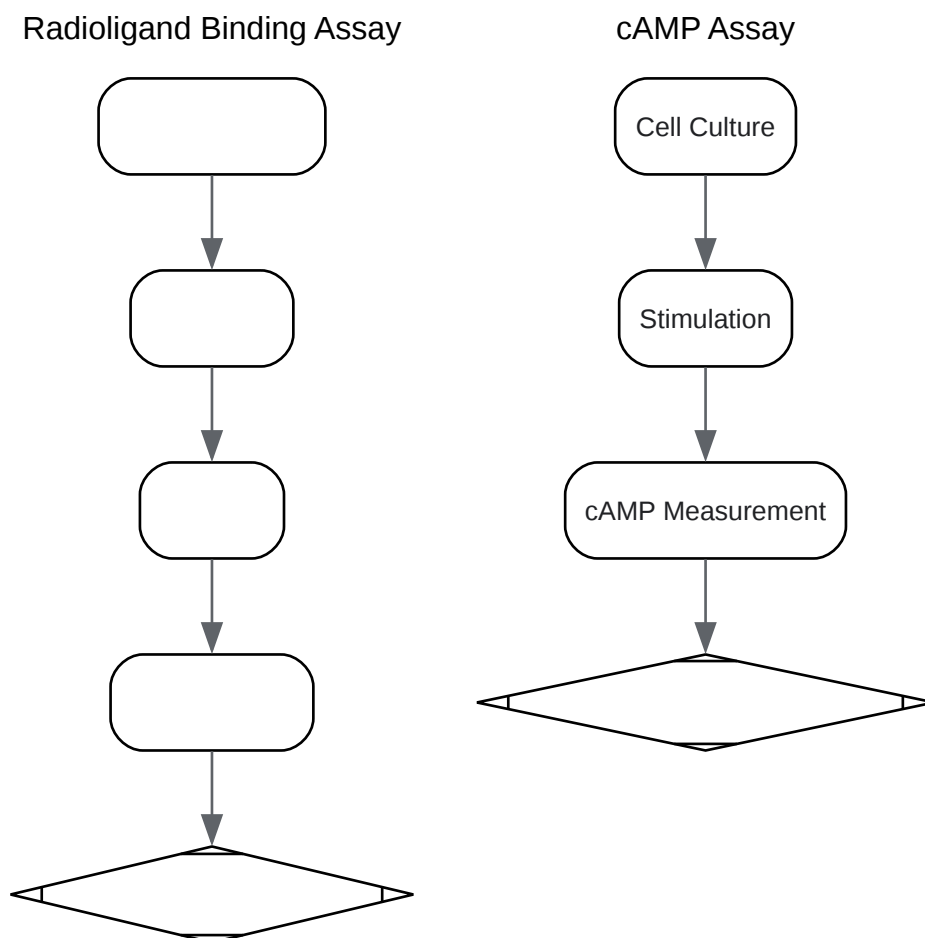 Radioligand Binding Assay
cAMP Assay
Cell Culture
Stimulation
cAMP Measurement